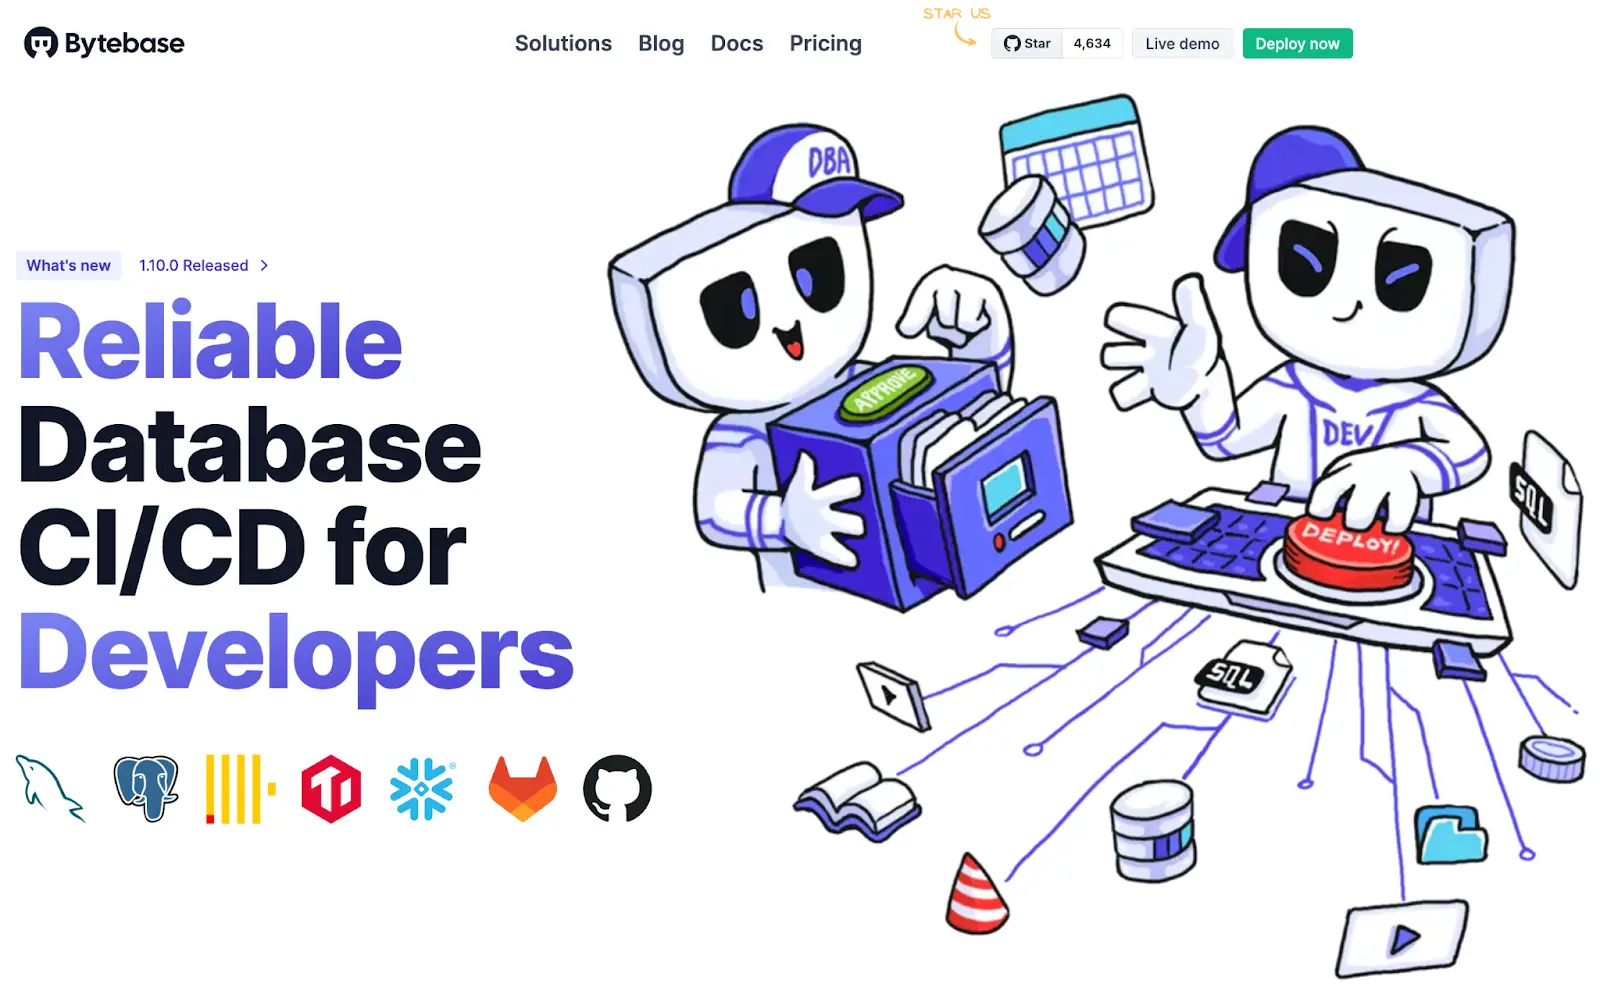 Bytebase
Solutions
Blog
Docs
Pricing
STAR US
Star
4,634
Live demo
Deploy now
What's new
1.10.0 Released
Reliable
Database
CI/CD for
Developers
DBA
APPROVE
DEV
DEPLOY!
SQL
SQL